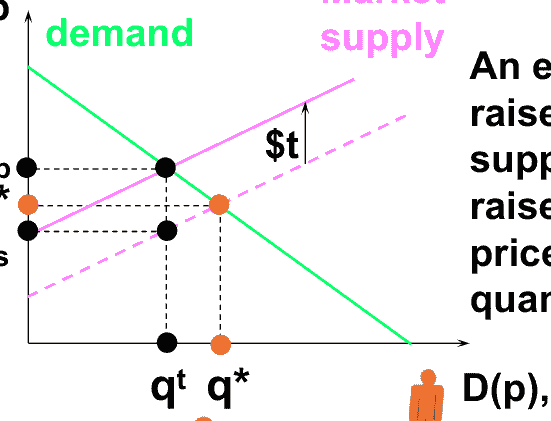 p
demand
supply
An e
raise
$t
supp
p
*
raise
s
price
quan
qᵗ q*
D(p),